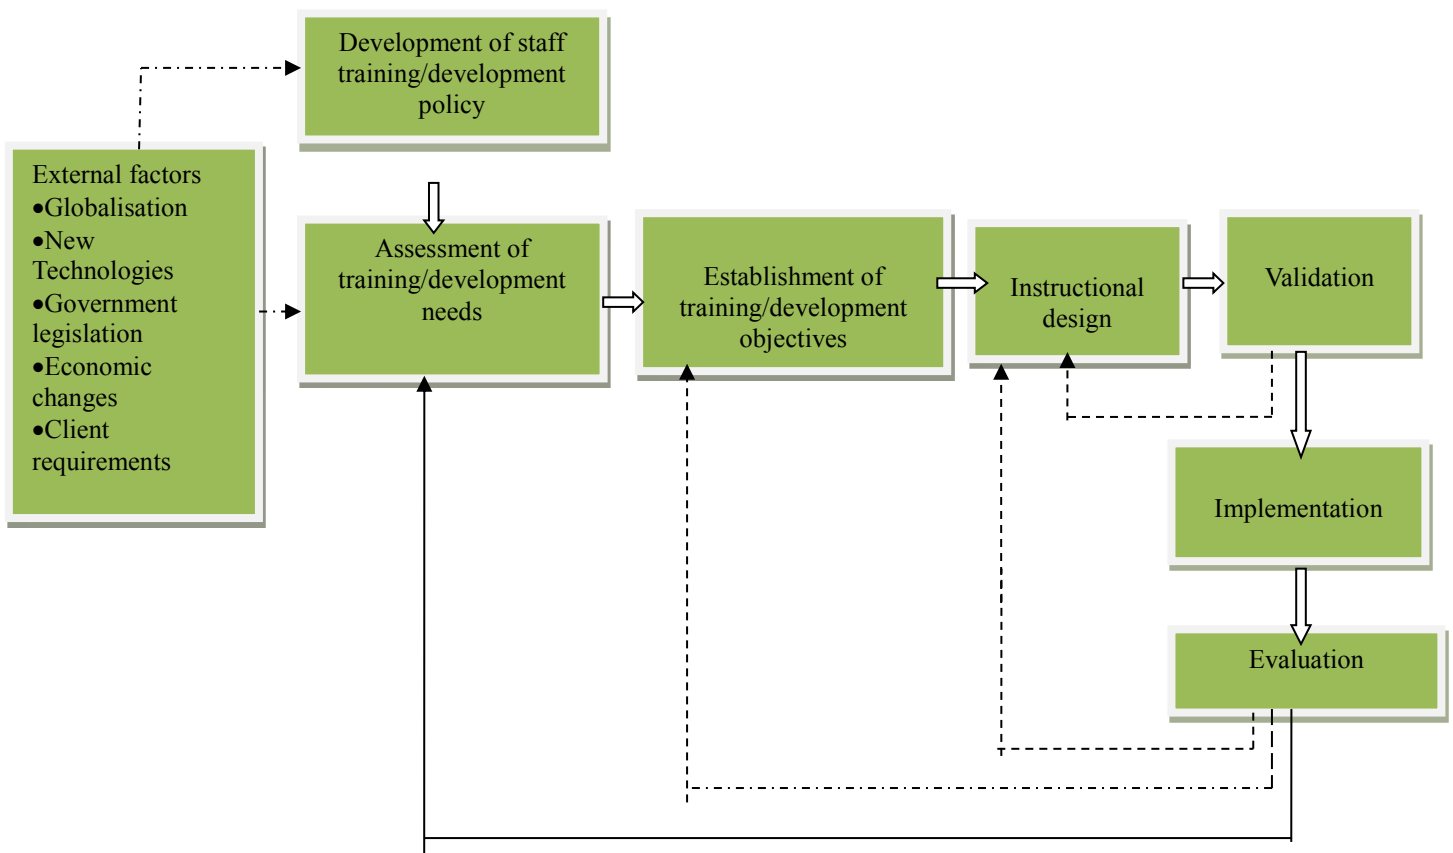 Development of staff
training/development
policy
External factors
•Globalisation
•New
Technologies
•Government
legislation
•Economic
changes
•Client
requirements
Assessment of
training/development
needs
Establishment of
training/development
objectives
Instructional
design
Validation
Implementation
Evaluation